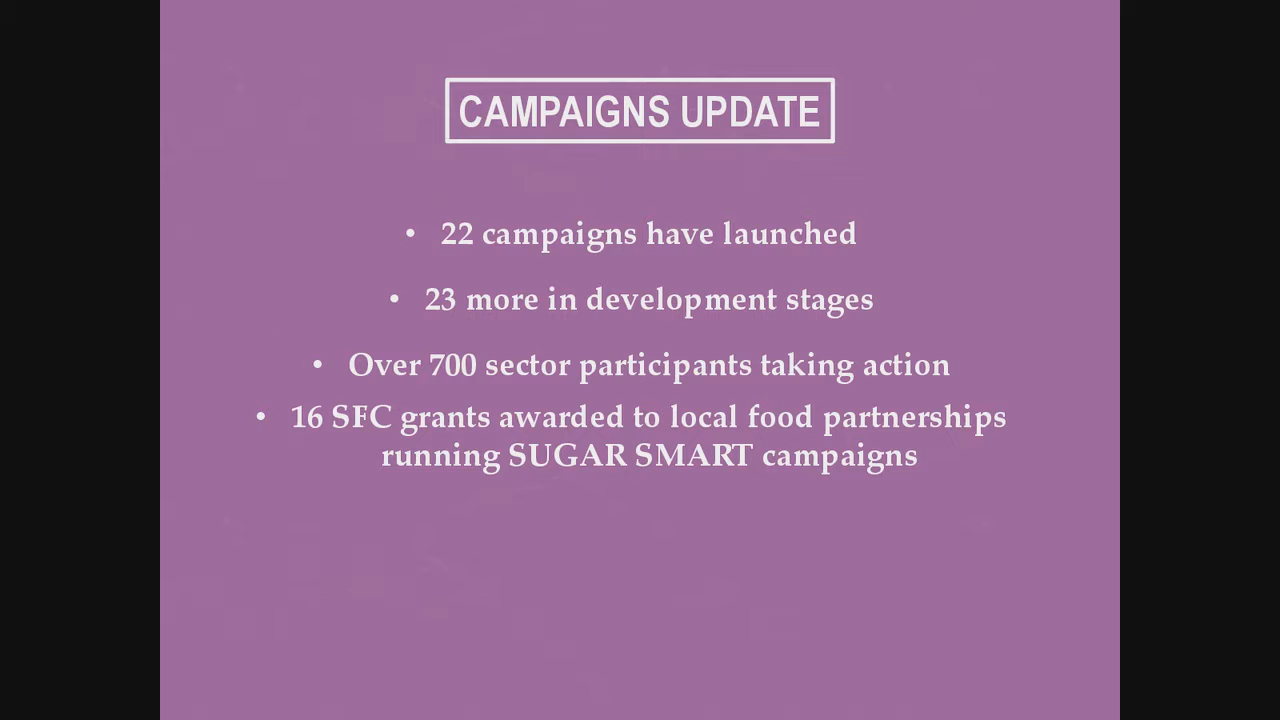 CAMPAIGNS UPDATE
• 22 campaigns have launched
• 23 more in development stages
• Over 700 sector participants taking action
• 16 SFC grants awarded to local food partnerships
running SUGAR SMART campaigns